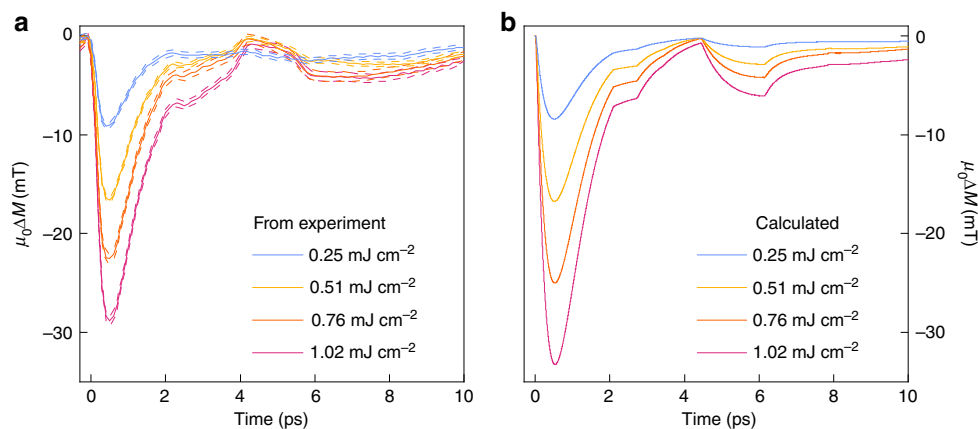 a
0
–10
–20
–30
μ₀ΔM (mT)
From experiment
0.25 mJ cm⁻²
0.51 mJ cm⁻²
0.76 mJ cm⁻²
1.02 mJ cm⁻²
0 2 4 6 8 10
Time (ps)
b
0
–10
–20
–30
μ₀ΔM (mT)
Calculated
0.25 mJ cm⁻²
0.51 mJ cm⁻²
0.76 mJ cm⁻²
1.02 mJ cm⁻²
0 2 4 6 8 10
Time (ps)